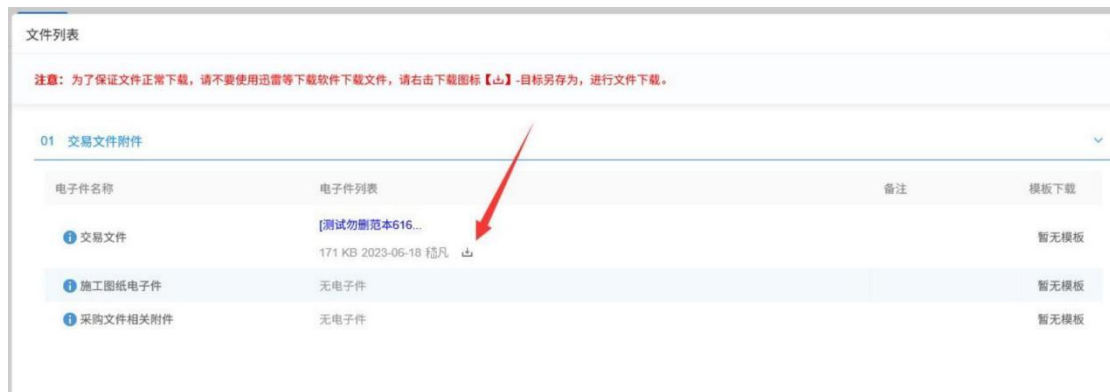 文件列表
注意：为了保证文件正常下载，请不要使用迅雷等下载软件下载文件，请右击下载图标【】-目标另存为，进行文件下载。
01 交易文件附件
电子件名称 电子件列表 备注 模板下载
交易文件 [测试勿删范本616... 暂无模板
171 KB 2023-06-18 嵇凡
施工图纸电子件 无电子件 暂无模板
采购文件相关附件 无电子件 暂无模板